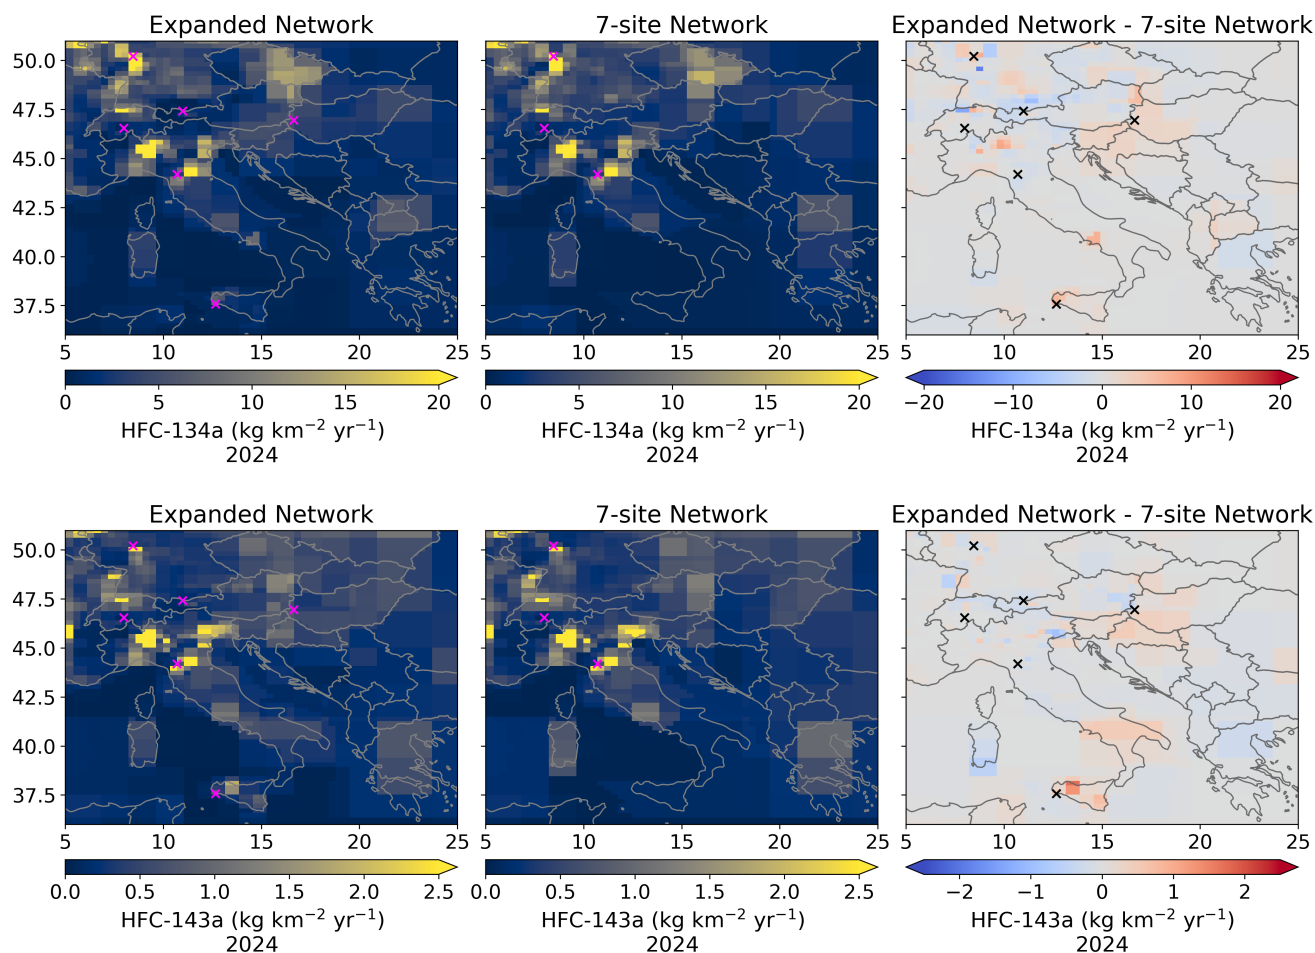 Expanded Network
7-site Network
Expanded Network - 7-site Network
50.0
47.5
45.0
42.5
40.0
37.5
5 10 15 20 25
5 10 15 20 25
5 10 15 20 25
0 5 10 15 20
0 5 10 15 20
−20 −10 0 10 20
HFC-134a (kg km⁻² yr⁻¹)
2024
HFC-134a (kg km⁻² yr⁻¹)
2024
HFC-134a (kg km⁻² yr⁻¹)
2024
Expanded Network
7-site Network
Expanded Network - 7-site Network
50.0
47.5
45.0
42.5
40.0
37.5
5 10 15 20 25
5 10 15 20 25
5 10 15 20 25
0.0 0.5 1.0 1.5 2.0 2.5
0.0 0.5 1.0 1.5 2.0 2.5
−2 −1 0 1 2
HFC-143a (kg km⁻² yr⁻¹)
2024
HFC-143a (kg km⁻² yr⁻¹)
2024
HFC-143a (kg km⁻² yr⁻¹)
2024